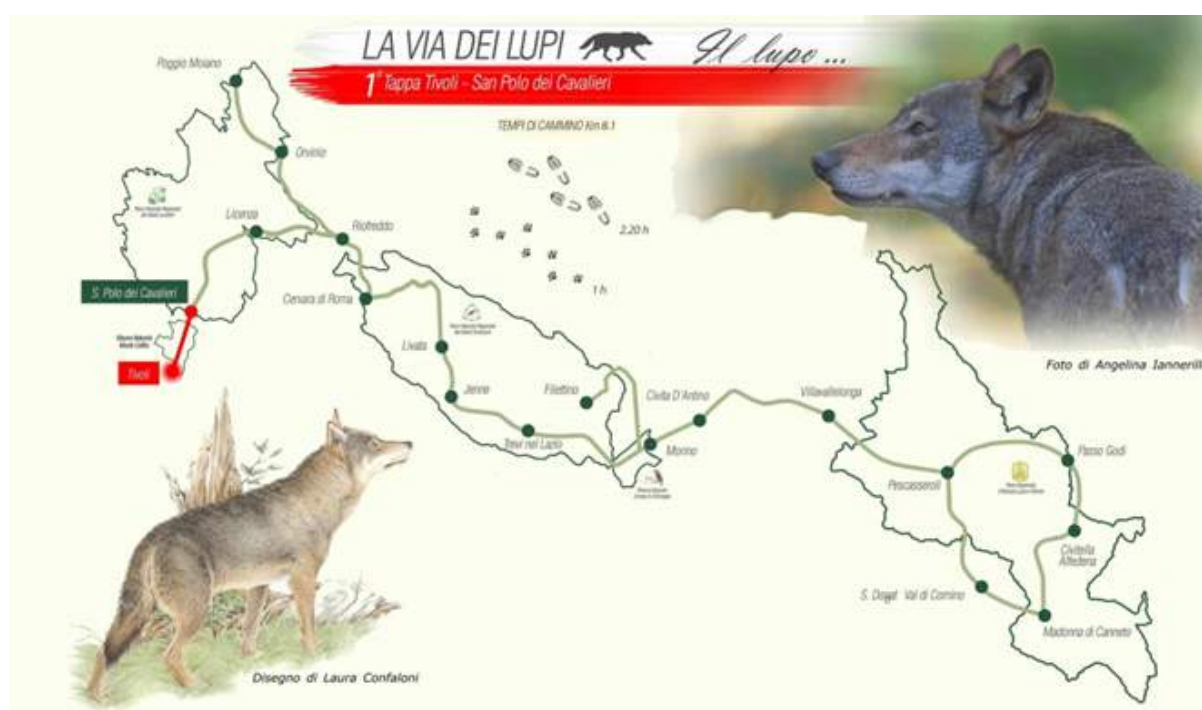 LA VIA DEI LUPI
Il lupo ...
1ª Tappa Tivoli - San Polo dei Cavalieri
TEMPI DI CAMMINO Km 6.1
Poggio Moiano
Orvinio
2.20 h
Licenza
Riofreddo
1 h
S. Polo dei Cavalieri
Cervara di Roma
Livata
Tivoli
Foto di Angelina Iannerill
Jenne
Filettino
Civita D'Antino
Villavallelonga
Trevi nel Lazio
Morino
Passo Godi
Pescasseroli
Civitella
Alfedena
S. Donat Val di Comino
Madonna di Canneto
Disegno di Laura Confaloni